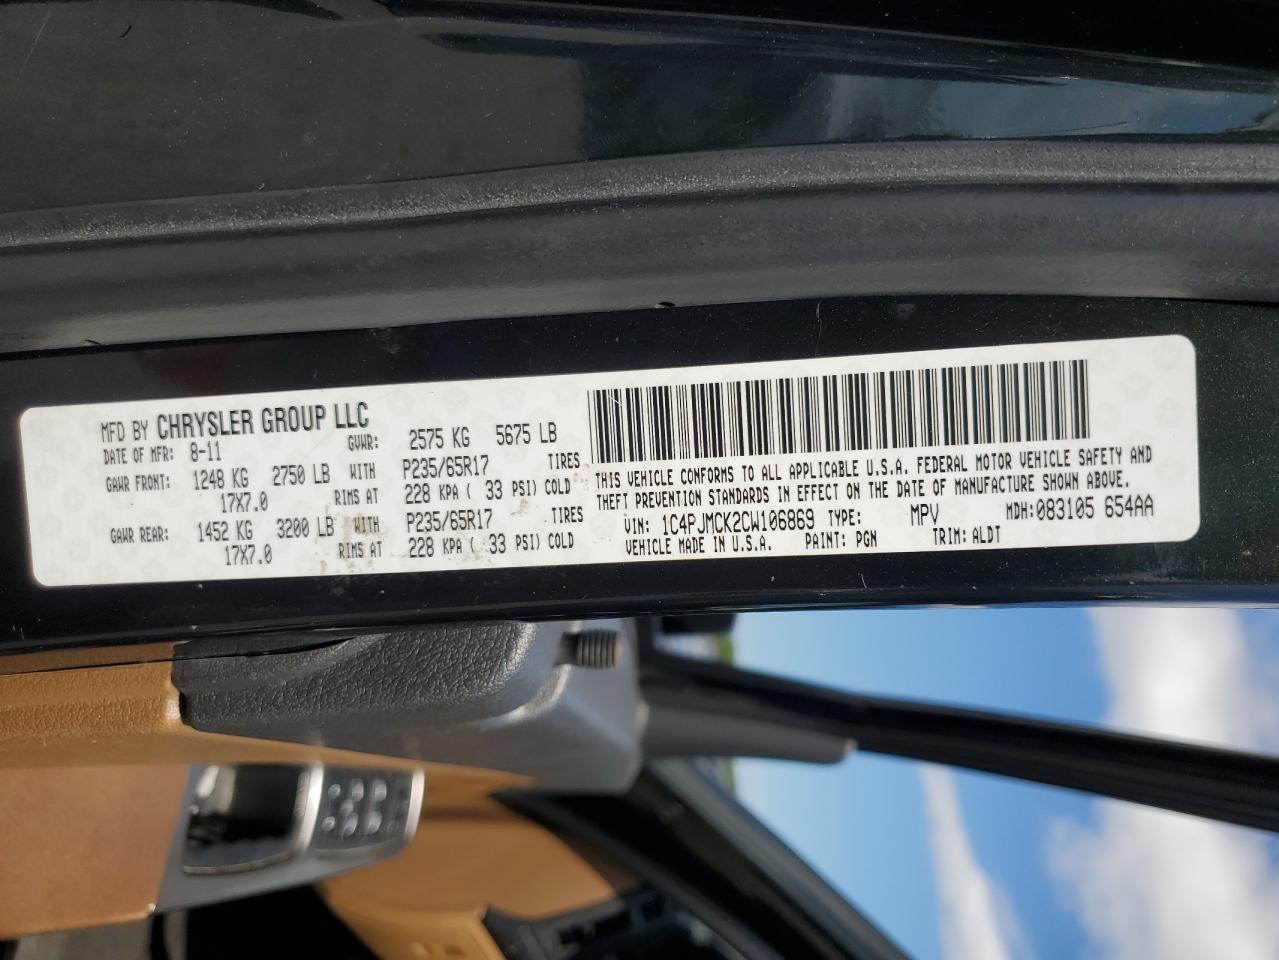 MFD BY CHRYSLER GROUP LLC
DATE OF MFR: 8-11 GVWR: 2575 KG 5675 LB
GAWR FRONT: 1248 KG 2750 LB WITH P235/65R17 TIRES
17X7.0 RIMS AT 228 KPA ( 33 PSI) COLD
GAWR REAR: 1452 KG 3200 LB WITH P235/65R17 TIRES
17X7.0 RIMS AT 228 KPA ( 33 PSI) COLD
THIS VEHICLE CONFORMS TO ALL APPLICABLE U.S.A. FEDERAL MOTOR VEHICLE SAFETY AND
THEFT PREVENTION STANDARDS IN EFFECT ON THE DATE OF MANUFACTURE SHOWN ABOVE.
VIN: 1C4PJMCK2CW106869 TYPE: MPV MDH: 083105 654AA
VEHICLE MADE IN U.S.A. PAINT: PGN TRIM: ALDT